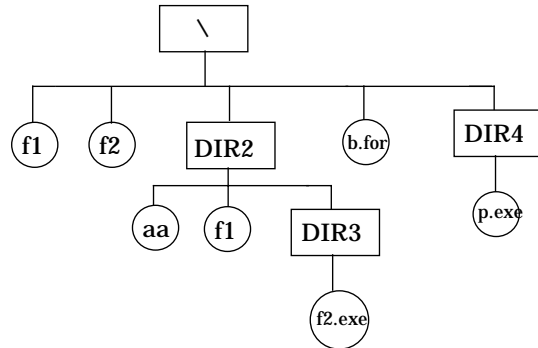 \
f1 f2 DIR2 b.for DIR4
aa f1 DIR3 p.exe
f2.exe